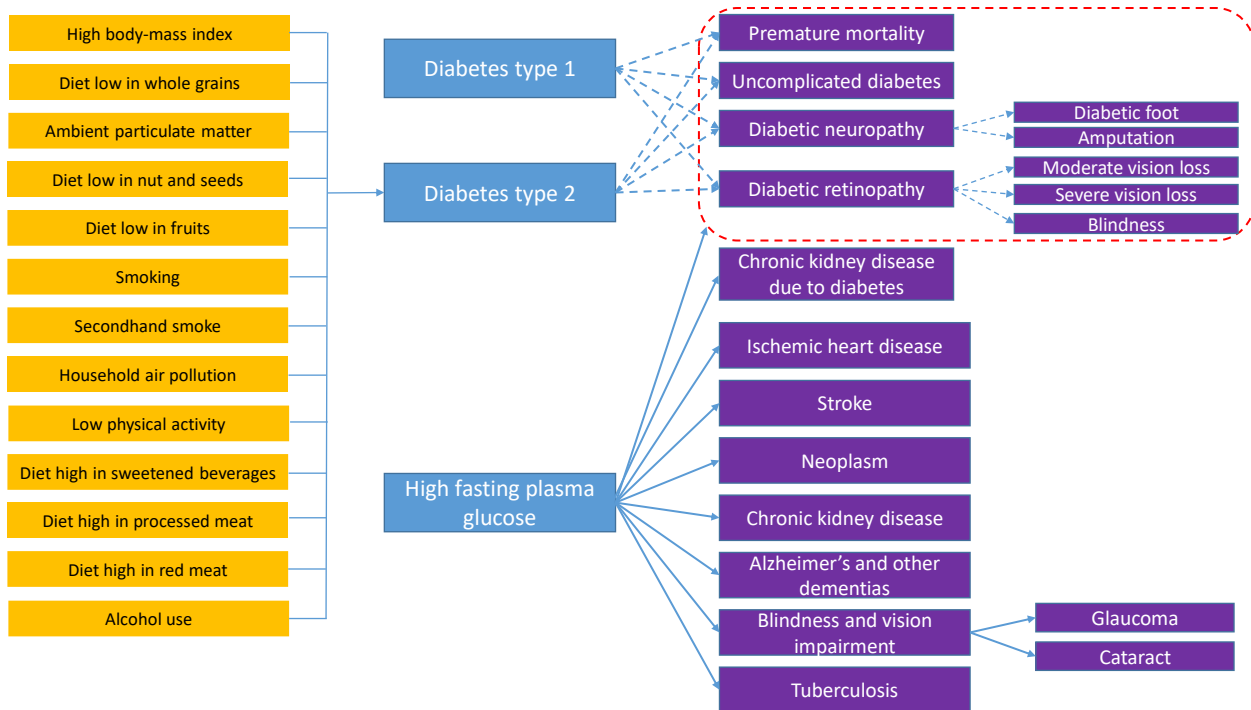 High body-mass index
Diet low in whole grains
Ambient particulate matter
Diet low in nut and seeds
Diet low in fruits
Smoking
Secondhand smoke
Household air pollution
Low physical activity
Diet high in sweetened beverages
Diet high in processed meat
Diet high in red meat
Alcohol use
Diabetes type 1
Diabetes type 2
High fasting plasma
glucose
Premature mortality
Uncomplicated diabetes
Diabetic neuropathy
Diabetic retinopathy
Diabetic foot
Amputation
Moderate vision loss
Severe vision loss
Blindness
Chronic kidney disease
due to diabetes
Ischemic heart disease
Stroke
Neoplasm
Chronic kidney disease
Alzheimer's and other
dementias
Blindness and vision
impairment
Tuberculosis
Glaucoma
Cataract